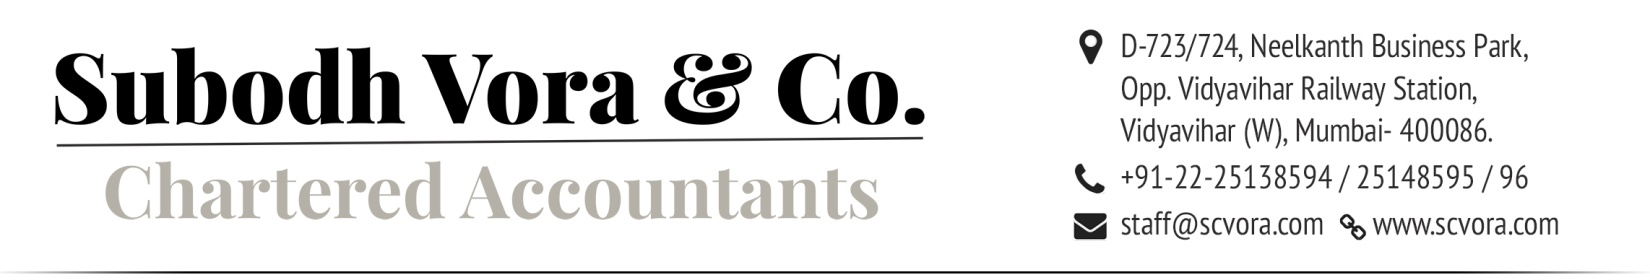 Subodh Vora & Co.
Chartered Accountants
D-723/724, Neelkanth Business Park,
Opp. Vidyavihar Railway Station,
Vidyavihar (W), Mumbai- 400086.
+91-22-25138594 / 25148595 / 96
staff@scvora.com www.scvora.com